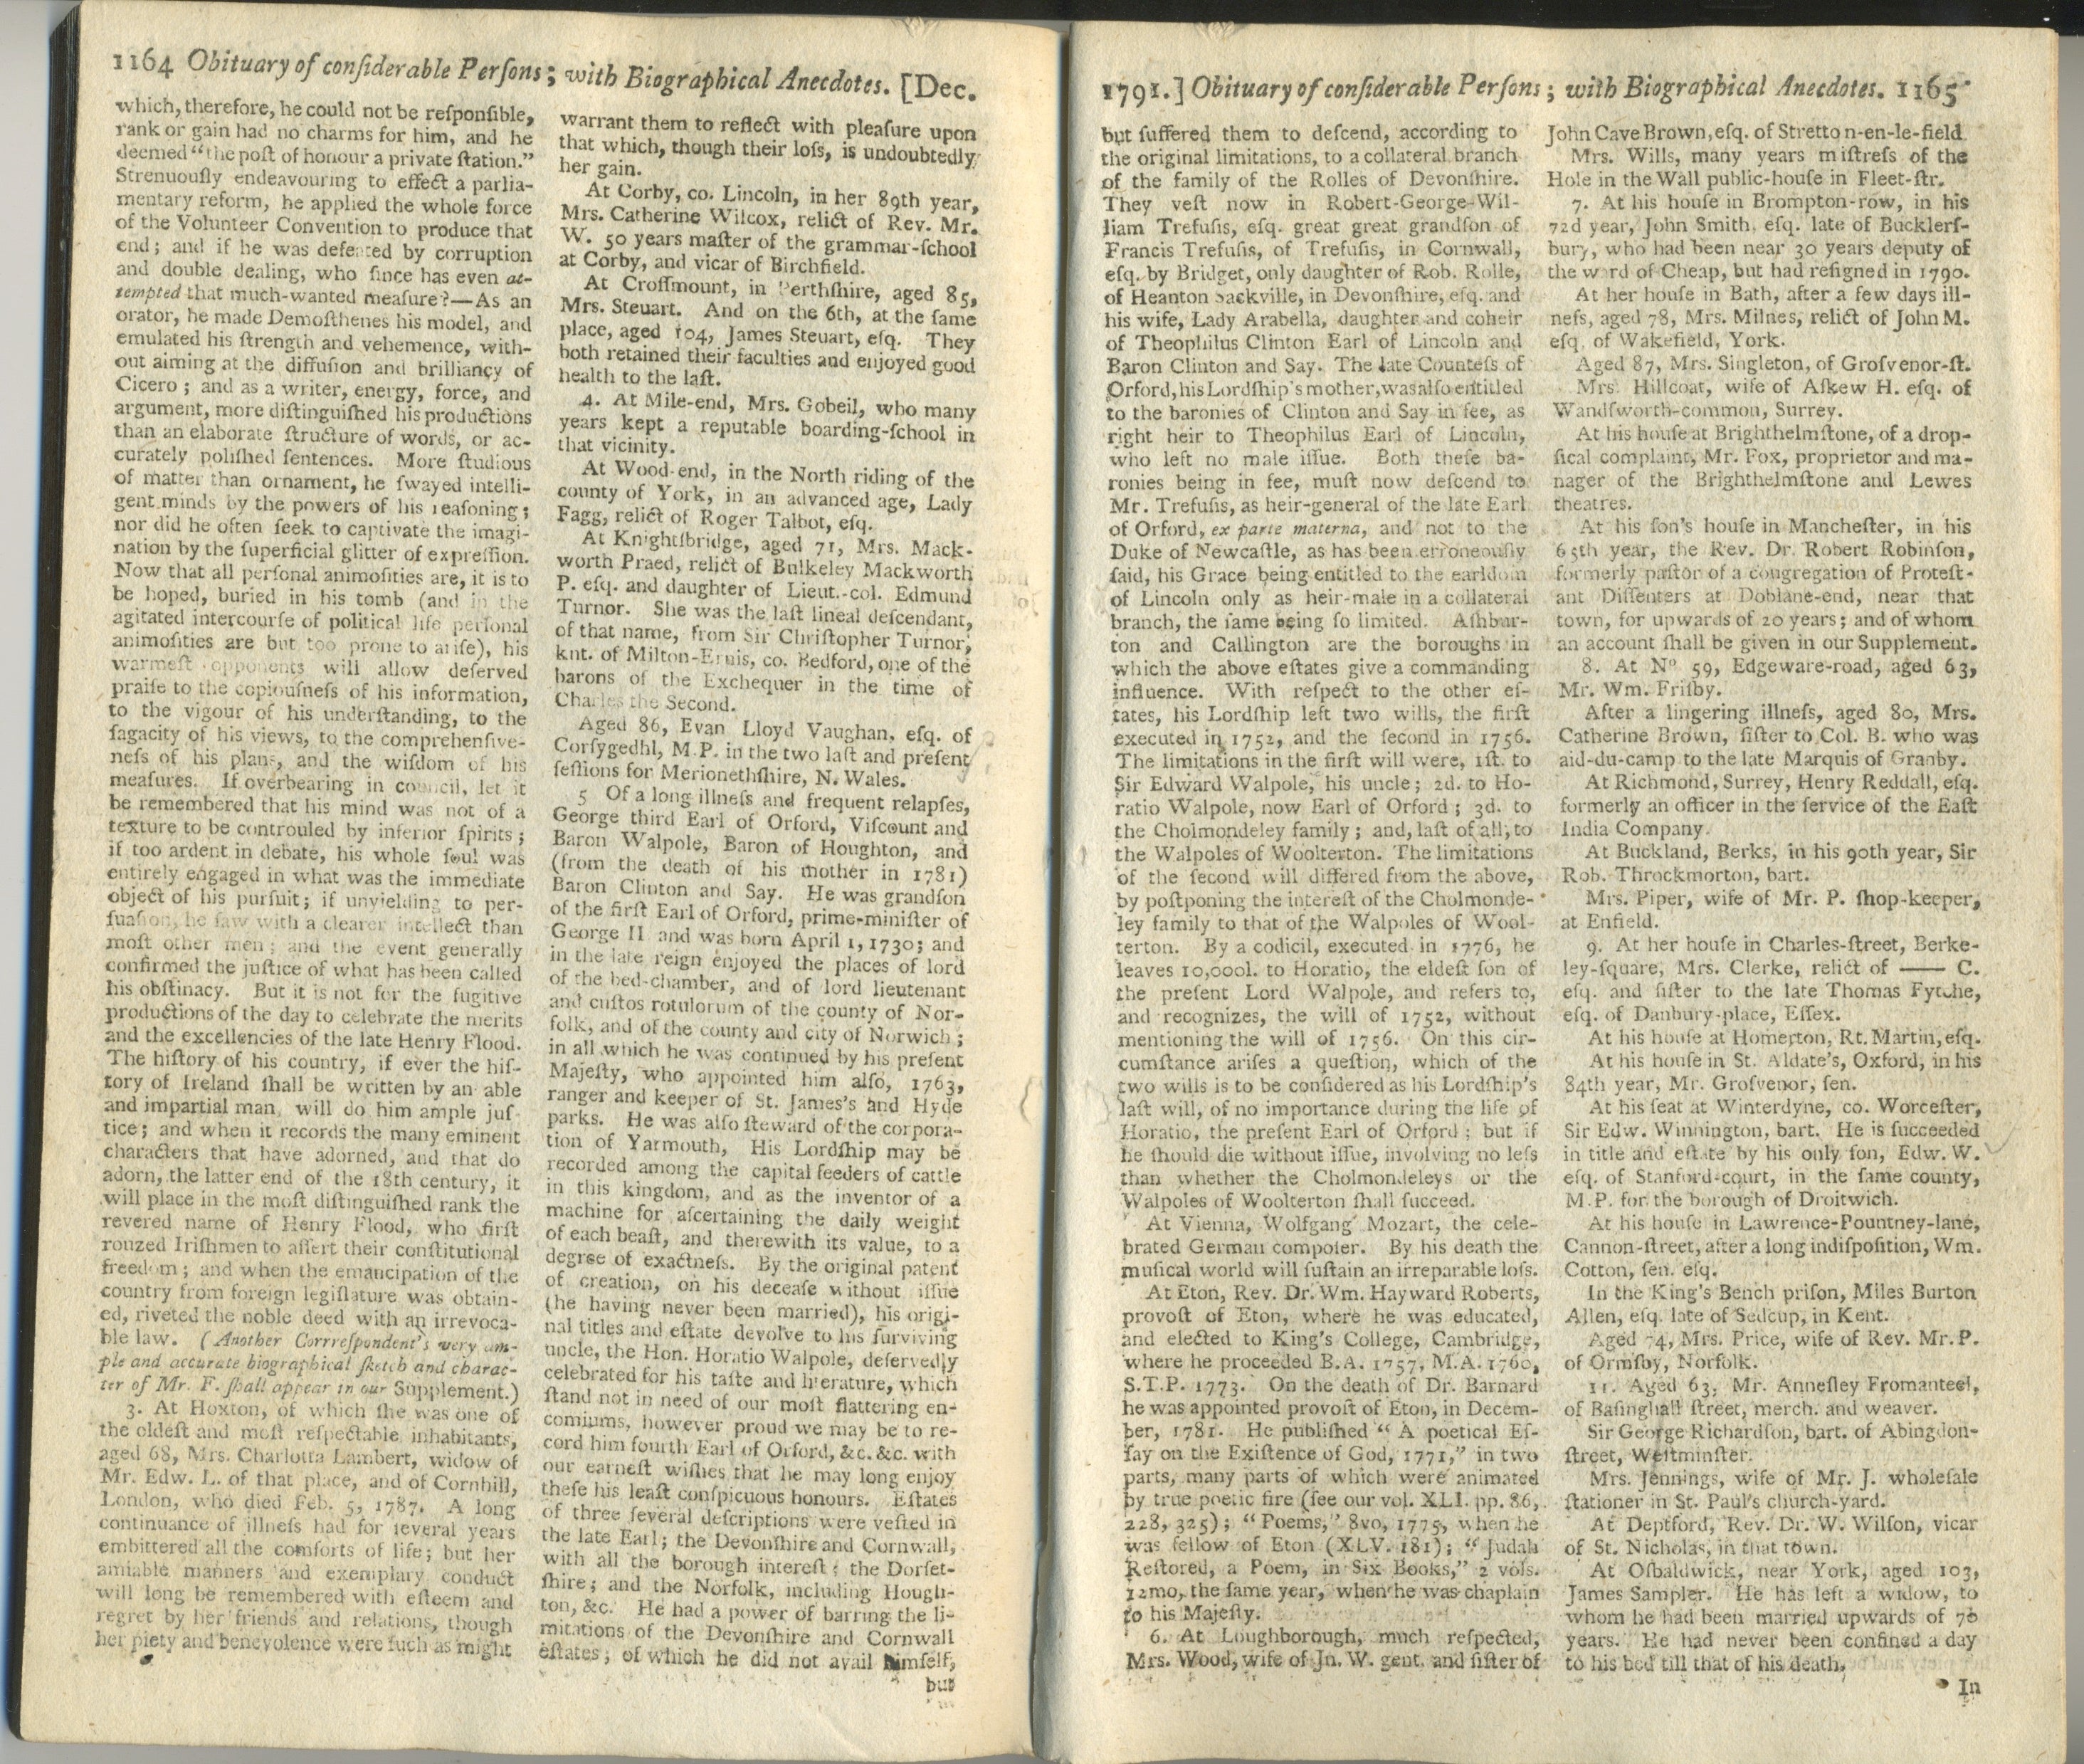 1164 Obituary of conſiderable Perſons; with Biographical Anecdotes. [Dec.
which, therefore, he could not be reſponſible,
rank or gain had no charms for him, and he
deemed "the poſt of honour a private ſtation."
Strenuouſly endeavouring to effect a parlia-
mentary reform, he applied the whole force
of the Volunteer Convention to produce that
end; and if he was defeated by corruption
and double dealing, who ſince has even at-
tempted that much-wanted meaſure?—As an
orator, he made Demoſthenes his model, and
emulated his ſtrength and vehemence, with-
out aiming at the diffuſion and brilliancy of
Cicero; and as a writer, energy, force, and
argument, more diſtinguiſhed his productions
than an elaborate ſtructure of words, or ac-
curately poliſhed ſentences. More ſtudious
of matter than ornament, he ſwayed intelli-
gent minds by the powers of his reaſoning;
nor did he often ſeek to captivate the imagi-
nation by the ſuperficial glitter of expreſſion.
Now that all perſonal animoſities are, it is to
be hoped, buried in his tomb (and in the
agitated intercourſe of political life perſonal
animoſities are but too prone to ariſe), his
warmeſt opponents will allow deſerved
praiſe to the copiouſneſs of his information,
to the vigour of his underſtanding, to the
ſagacity of his views, to the comprehenſive-
neſs of his plans, and the wiſdom of his
meaſures. If overbearing in council, let it
be remembered that his mind was not of a
texture to be controuled by inferior ſpirits;
if too ardent in debate, his whole ſoul was
entirely engaged in what was the immediate
object of his purſuit; if unyielding to per-
ſuaſion, he ſaw with a clearer intellect than
moſt other men; and the event generally
confirmed the juſtice of what has been called
his obſtinacy. But it is not for the fugitive
productions of the day to celebrate the merits
and the excellencies of the late Henry Flood.
The hiſtory of his country, if ever the hiſ-
tory of Ireland ſhall be written by an able
and impartial man, will do him ample juſ-
tice; and when it records the many eminent
characters that have adorned, and that do
adorn, the latter end of the 18th century, it
will place in the moſt diſtinguiſhed rank the
revered name of Henry Flood, who firſt
rouzed Iriſhmen to aſſert their conſtitutional
freedom; and when the emancipation of the
country from foreign legiſlature was obtain-
ed, riveted the noble deed with an irrevoca-
ble law. (Another Corrreſpondent's very am-
ple and accurate biographical ſketch and charac-
ter of Mr. F. ſhall appear in our Supplement.)
3. At Hoxton, of which ſhe was one of
the oldeſt and moſt reſpectable inhabitants,
aged 68, Mrs. Charlotta Lambert, widow of
Mr. Edw. L. of that place, and of Cornhill,
London, who died Feb. 5, 1787. A long
continuance of illneſs had for ſeveral years
embittered all the comforts of life; but her
amiable manners and exemplary conduct
will long be remembered with eſteem and
regret by her friends and relations, though
her piety and benevolence were ſuch as might
warrant them to reflect with pleaſure upon
that which, though their loſs, is undoubtedly
her gain.
At Corby, co. Lincoln, in her 89th year,
Mrs. Catherine Wilcox, relict of Rev. Mr.
W. 50 years maſter of the grammar-ſchool
at Corby, and vicar of Birchfield.
At Croſſmount, in Perthſhire, aged 85,
Mrs. Steuart. And on the 6th, at the ſame
place, aged 104, James Steuart, eſq. They
both retained their faculties and enjoyed good
health to the laſt.
4. At Mile-end, Mrs. Gobeil, who many
years kept a reputable boarding-ſchool in
that vicinity.
At Wood-end, in the North riding of the
county of York, in an advanced age, Lady
Fagg, relict of Roger Talbot, eſq.
At Knightſbridge, aged 71, Mrs. Mack-
worth Praed, relict of Bulkeley Mackworth
P. eſq. and daughter of Lieut.-col. Edmund
Turnor. She was the laſt lineal deſcendant,
of that name, from Sir Chriſtopher Turnor,
knt. of Milton-Ernis, co. Bedford, one of the
barons of the Exchequer in the time of
Charles the Second.
Aged 86, Evan Lloyd Vaughan, eſq. of
Corſygedhl, M.P. in the two laſt and preſent
ſeſſions for Merionethſhire, N. Wales.
5 Of a long illneſs and frequent relapſes,
George third Earl of Orford, Viſcount and
Baron Walpole, Baron of Houghton, and
(from the death of his mother in 1781)
Baron Clinton and Say. He was grandſon
of the firſt Earl of Orford, prime-miniſter of
George II and was born April 1, 1730; and
in the late reign enjoyed the places of lord
of the bed-chamber, and of lord lieutenant
and cuſtos rotulorum of the county of Nor-
folk, and of the county and city of Norwich;
in all which he was continued by his preſent
Majeſty, who appointed him alſo, 1763,
ranger and keeper of St. James's and Hyde
parks. He was alſo ſteward of the corpora-
tion of Yarmouth, His Lordſhip may be
recorded among the capital feeders of cattle
in this kingdom, and as the inventor of a
machine for aſcertaining the daily weight
of each beaſt, and therewith its value, to a
degree of exactneſs. By the original patent
of creation, on his deceaſe without iſſue
(he having never been married), his origi-
nal titles and eſtate devolve to his ſurviving
uncle, the Hon. Horatio Walpole, deſervedly
celebrated for his taſte and literature, which
ſtand not in need of our moſt flattering en-
comiums, however proud we may be to re-
cord him fourth Earl of Orford, &c. &c. with
our earneſt wiſhes that he may long enjoy
theſe his leaſt conſpicuous honours. Eſtates
of three ſeveral deſcriptions were veſted in
the late Earl; the Devonſhire and Cornwall,
with all the borough intereſt; the Dorſet-
ſhire; and the Norfolk, including Hough-
ton, &c. He had a power of barring the li-
mitations of the Devonſhire and Cornwall
eſtates; of which he did not avail himſelf,
but
1791.] Obituary of conſiderable Perſons; with Biographical Anecdotes. 1165
but ſuffered them to deſcend, according to
the original limitations, to a collateral branch
of the family of the Rolles of Devonſhire.
They veſt now in Robert-George-Wil-
liam Trefuſis, eſq. great great grandſon of
Francis Trefuſis, of Trefuſis, in Cornwall,
eſq. by Bridget, only daughter of Rob. Rolle,
of Heanton Sackville, in Devonſhire, eſq. and
his wife, Lady Arabella, daughter and coheir
of Theophilus Clinton Earl of Lincoln and
Baron Clinton and Say. The late Counteſs of
Orford, his Lordſhip's mother, was alſo entitled
to the baronies of Clinton and Say in fee, as
right heir to Theophilus Earl of Lincoln,
who left no male iſſue. Both theſe ba-
ronies being in fee, muſt now deſcend to
Mr. Trefuſis, as heir-general of the late Earl
of Orford, ex parte materna, and not to the
Duke of Newcaſtle, as has been erroneouſly
ſaid, his Grace being entitled to the earldom
of Lincoln only as heir-male in a collateral
branch, the ſame being ſo limited. Aſhbur-
ton and Callington are the boroughs in
which the above eſtates give a commanding
influence. With reſpect to the other eſ-
tates, his Lordſhip left two wills, the firſt
executed in 1752, and the ſecond in 1756.
The limitations in the firſt will were, 1ſt. to
Sir Edward Walpole, his uncle; 2d. to Ho-
ratio Walpole, now Earl of Orford; 3d. to
the Cholmondeley family; and, laſt of all, to
the Walpoles of Woolterton. The limitations
of the ſecond will differed from the above,
by poſtponing the intereſt of the Cholmonde-
ley family to that of the Walpoles of Wool-
terton. By a codicil, executed in 1776, he
leaves 10,000l. to Horatio, the eldeſt ſon of
the preſent Lord Walpole, and refers to,
and recognizes, the will of 1752, without
mentioning the will of 1756. On this cir-
cumſtance ariſes a queſtion, which of the
two wills is to be conſidered as his Lordſhip's
laſt will, of no importance during the life of
Horatio, the preſent Earl of Orford; but if
he ſhould die without iſſue, involving no leſs
than whether the Cholmondeleys or the
Walpoles of Woolterton ſhall ſucceed.
At Vienna, Wolfgang Mozart, the cele-
brated German compoſer. By his death the
muſical world will ſuſtain an irreparable loſs.
At Eton, Rev. Dr. Wm. Hayward Roberts,
provoſt of Eton, where he was educated,
and elected to King's College, Cambridge,
where he proceeded B.A. 1757, M.A. 1760,
S.T.P. 1773. On the death of Dr. Barnard
he was appointed provoſt of Eton, in Decem-
ber, 1781. He publiſhed "A poetical Eſ-
ſay on the Exiſtence of God, 1771," in two
parts, many parts of which were animated
by true poetic fire (ſee our vol. XLI. pp. 86,
228, 325); "Poems," 8vo, 1775, when he
was fellow of Eton (XLV. 181); "Judah
Reſtored, a Poem, in Six Books," 2 vols.
12mo, the ſame year, when he was chaplain
to his Majeſty.
6. At Loughborough, much reſpected,
Mrs. Wood, wife of Jn. W. gent. and ſiſter of
John Cave Brown, eſq. of Stretton-en-le-field.
Mrs. Wills, many years miſtreſs of the
Hole in the Wall public-houſe in Fleet-ſtr.
7. At his houſe in Brompton-row, in his
72d year, John Smith, eſq. late of Bucklerſ-
bury, who had been near 30 years deputy of
the ward of Cheap, but had reſigned in 1790.
At her houſe in Bath, after a few days ill-
neſs, aged 78, Mrs. Milnes, relict of John M.
eſq. of Wakefield, York.
Aged 87, Mrs. Singleton, of Groſvenor-ſt.
Mrs. Hillcoat, wife of Aſkew H. eſq. of
Wandſworth-common, Surrey.
At his houſe at Brighthelmſtone, of a drop-
ſical complaint, Mr. Fox, proprietor and ma-
nager of the Brighthelmſtone and Lewes
theatres.
At his ſon's houſe in Mancheſter, in his
65th year, the Rev. Dr. Robert Robinſon,
formerly paſtor of a congregation of Proteſt-
ant Diſſenters at Doblane-end, near that
town, for upwards of 20 years; and of whom
an account ſhall be given in our Supplement.
8. At No 59, Edgeware-road, aged 63,
Mr. Wm. Friſby.
After a lingering illneſs, aged 80, Mrs.
Catherine Brown, ſiſter to Col. B. who was
aid-du-camp to the late Marquis of Granby.
At Richmond, Surrey, Henry Reddall, eſq.
formerly an officer in the ſervice of the Eaſt
India Company.
At Buckland, Berks, in his 90th year, Sir
Rob. Throckmorton, bart.
Mrs. Piper, wife of Mr. P. ſhop-keeper,
at Enfield.
9. At her houſe in Charles-ſtreet, Berke-
ley-ſquare, Mrs. Clerke, relict of —— C.
eſq. and ſiſter to the late Thomas Fytche,
eſq. of Danbury-place, Eſſex.
At his houſe at Homerton, Rt. Martin, eſq.
At his houſe in St. Aldate's, Oxford, in his
84th year, Mr. Groſvenor, ſen.
At his ſeat at Winterdyne, co. Worceſter,
Sir Edw. Winnington, bart. He is ſucceeded
in title and eſtate by his only ſon, Edw. W.
eſq. of Stanford-court, in the ſame county,
M.P. for the borough of Droitwich.
At his houſe in Lawrence-Pountney-lane,
Cannon-ſtreet, after a long indiſpoſition, Wm.
Cotton, ſen. eſq.
In the King's Bench priſon, Miles Burton
Allen, eſq. late of Sedcup, in Kent.
Aged 74, Mrs. Price, wife of Rev. Mr. P.
of Ormſby, Norfolk.
11. Aged 63, Mr. Anneſley Fromanteel,
of Baſinghall ſtreet, merch. and weaver.
Sir George Richardſon, bart. of Abingdon-
ſtreet, Weſtminſter.
Mrs. Jennings, wife of Mr. J. wholeſale
ſtationer in St. Paul's church-yard.
At Deptford, Rev. Dr. W. Wilſon, vicar
of St. Nicholas, in that town.
At Oſbaldwick, near York, aged 103,
James Sampler. He has left a widow, to
whom he had been married upwards of 70
years. He had never been confined a day
to his bed till that of his death.
In